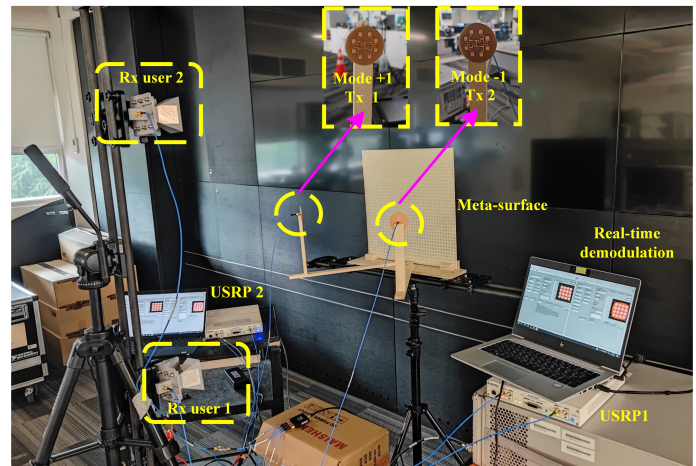 Rx user 2
Mode +1
Tx 1
Mode -1
Tx 2
Meta-surface
Real-time
demodulation
USRP 2
Rx user 1
USRP1